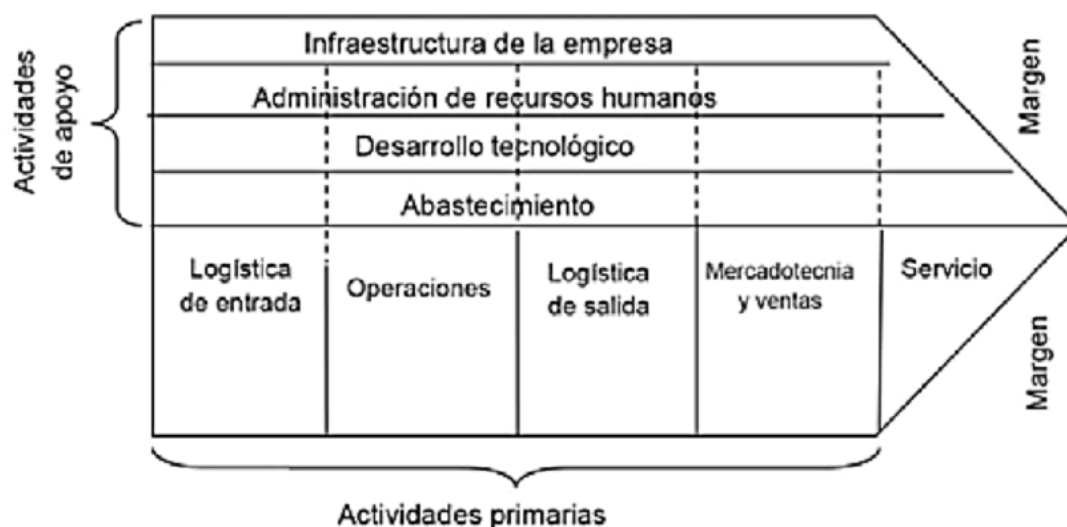 Actividades
de apoyo
Infraestructura de la empresa
Administración de recursos humanos
Desarrollo tecnológico
Abastecimiento
Margen
Logística
de entrada
Operaciones
Logística
de salida
Mercadotecnia
y ventas
Servicio
Margen
Actividades primarias